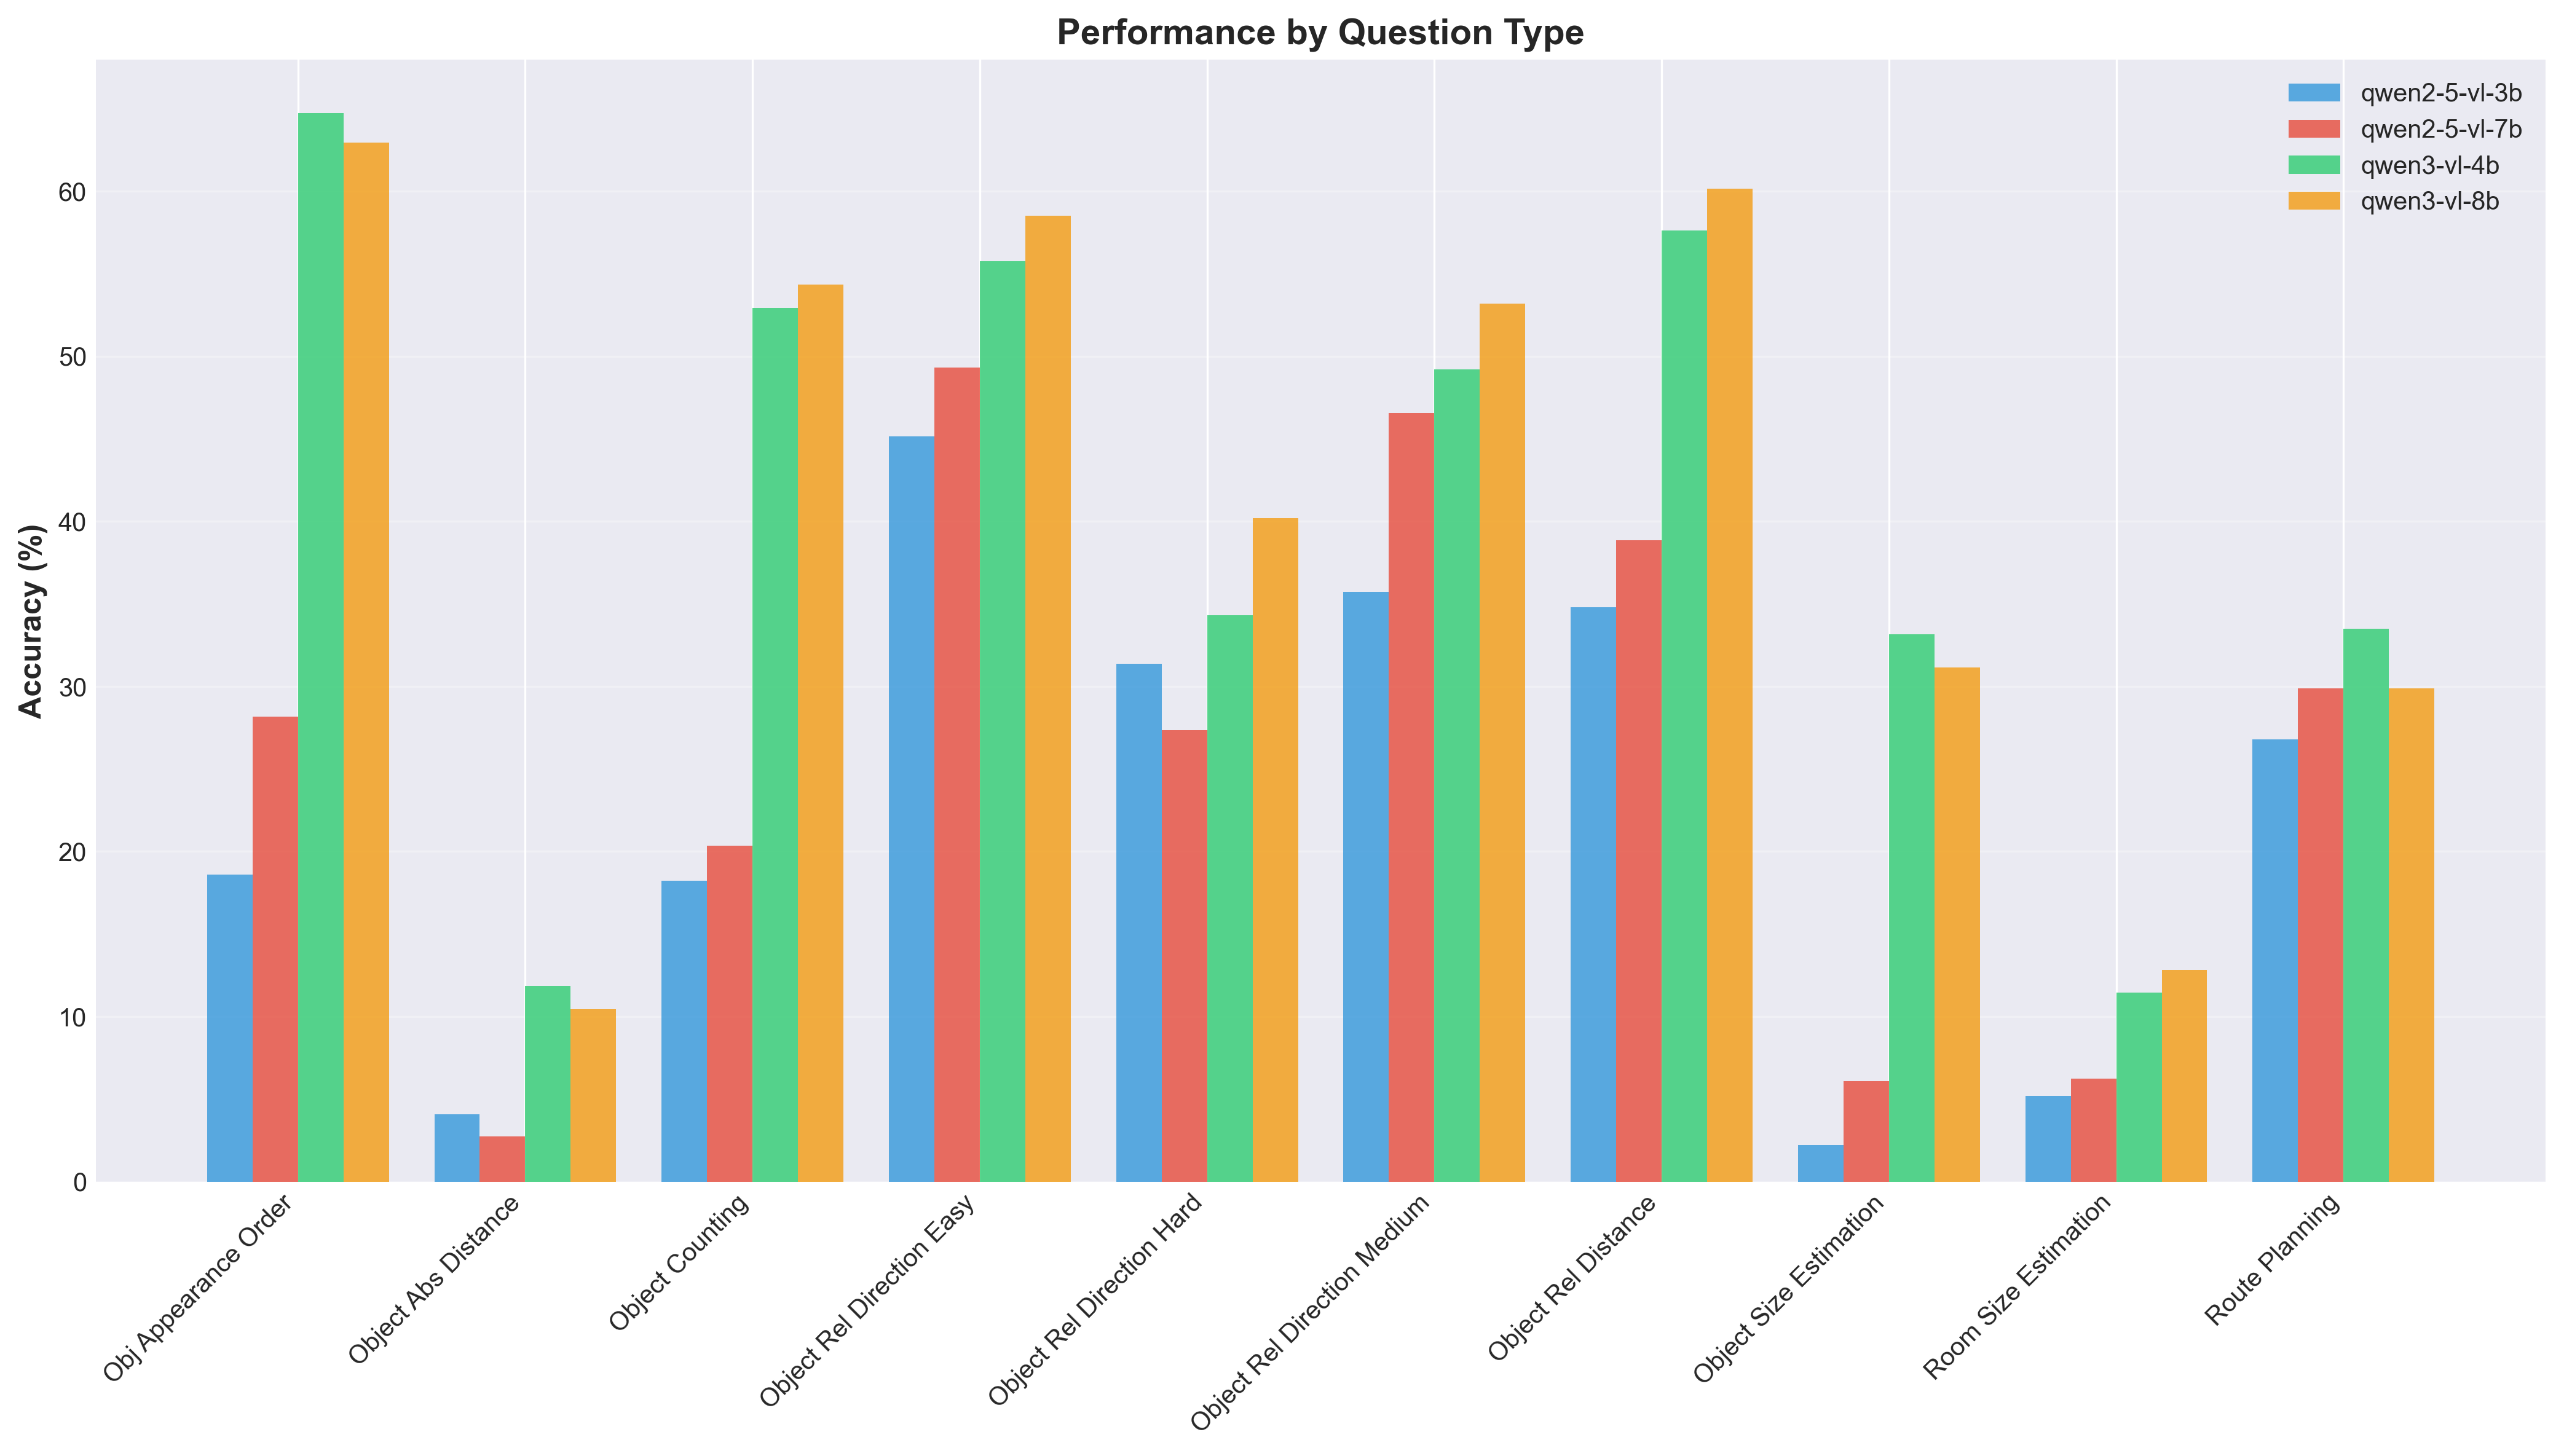 Performance by Question Type
qwen2-5-vl-3b
qwen2-5-vl-7b
qwen3-vl-4b
qwen3-vl-8b
Accuracy (%)
60
50
40
30
20
10
0
Obj Appearance Order
Object Abs Distance
Object Counting
Object Rel Direction Easy
Object Rel Direction Hard
Object Rel Direction Medium
Object Rel Distance
Object Size Estimation
Room Size Estimation
Route Planning